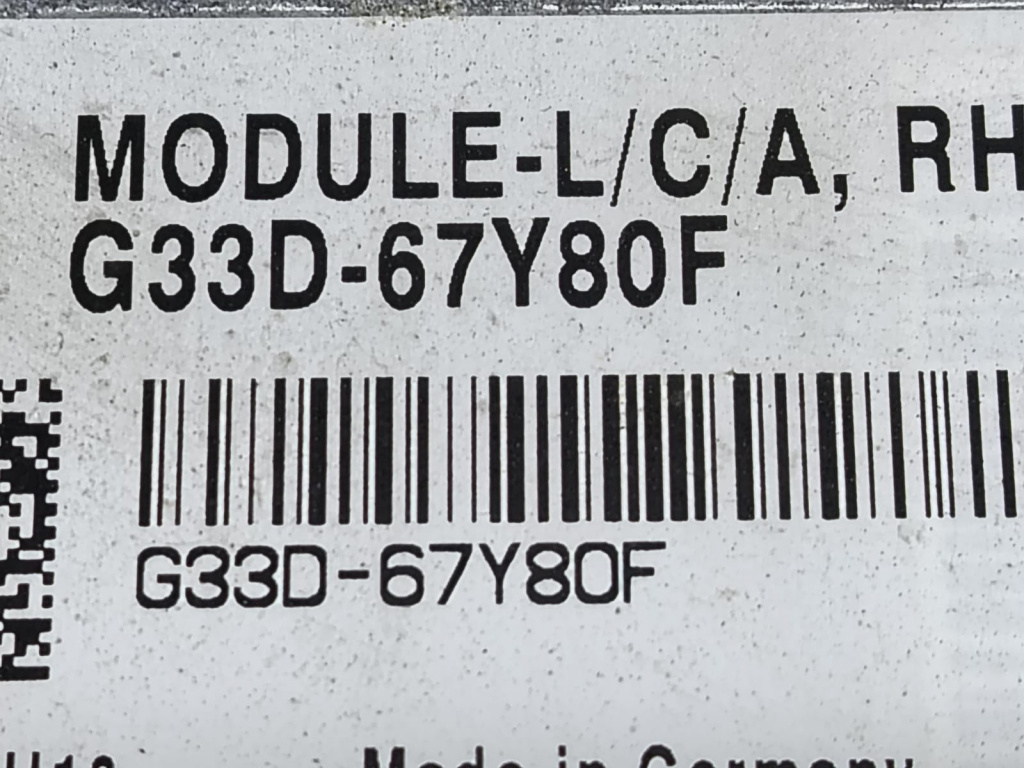 MODULE-L/C/A, RH
G33D-67Y80F
G33D-67Y80F
Made in Germany